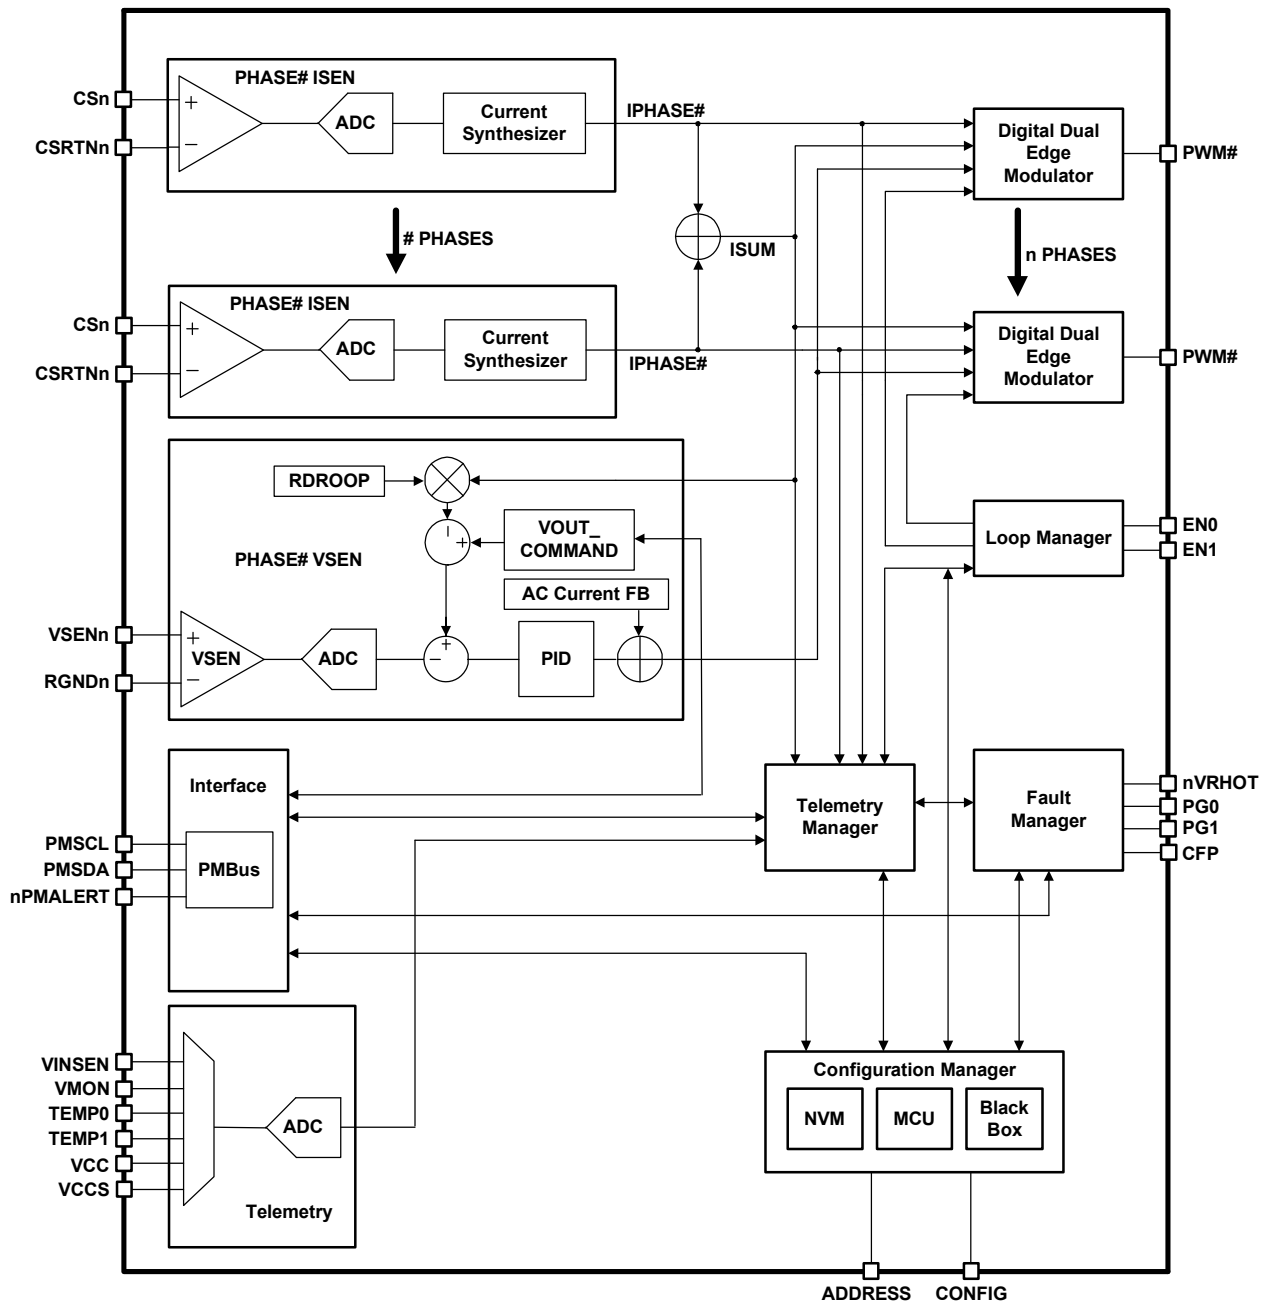 PHASE# ISEN
CSn
CSRTNn
+
−
ADC
Current
Synthesizer
IPHASE#
Digital Dual
Edge
Modulator
PWM#
# PHASES
ISUM
n PHASES
PHASE# ISEN
CSn
CSRTNn
+
−
ADC
Current
Synthesizer
IPHASE#
Digital Dual
Edge
Modulator
PWM#
RDROOP
−
+
VOUT_
COMMAND
PHASE# VSEN
AC Current FB
Loop Manager
EN0
EN1
VSENn
RGNDn
+
VSEN
−
ADC
+
−
PID
Interface
PMBus
PMSCL
PMSDA
nPMALERT
Telemetry
Manager
Fault
Manager
nVRHOT
PG0
PG1
CFP
VINSEN
VMON
TEMP0
TEMP1
VCC
VCCS
ADC
Telemetry
Configuration Manager
NVM
MCU
Black
Box
ADDRESS
CONFIG